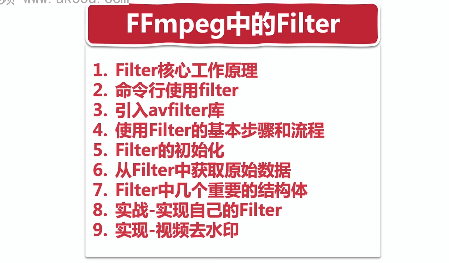 FFmpeg中的Filter
1. Filter核心工作原理
2. 命令行使用filter
3. 引入avfilter库
4. 使用Filter的基本步骤和流程
5. Filter的初始化
6. 从Filter中获取原始数据
7. Filter中几个重要的结构体
8. 实战-实现自己的Filter
9. 实现-视频去水印